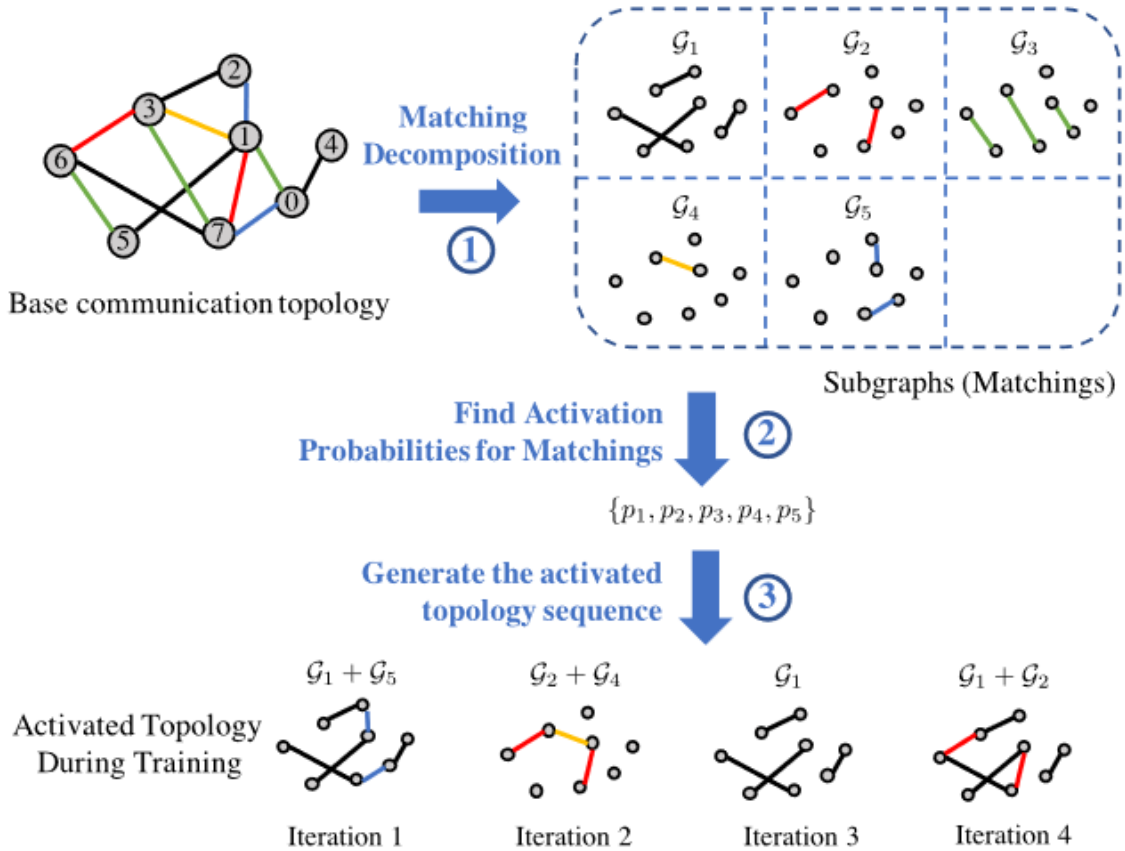 𝒢₁
𝒢₂
𝒢₃
2
3
1
4
6
0
5
7
Matching
Decomposition
1
𝒢₄
𝒢₅
Base communication topology
Subgraphs (Matchings)
Find Activation
Probabilities for Matchings
2
{p₁, p₂, p₃, p₄, p₅}
Generate the activated
topology sequence
3
𝒢₁ + 𝒢₅
𝒢₂ + 𝒢₄
𝒢₁
𝒢₁ + 𝒢₂
Activated Topology
During Training
Iteration 1
Iteration 2
Iteration 3
Iteration 4